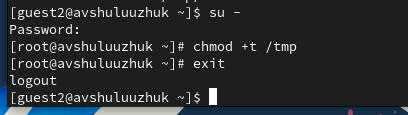 [guest2@avshuluuzhuk ~]$ su -
Password:
[root@avshuluuzhuk ~]# chmod +t /tmp
[root@avshuluuzhuk ~]# exit
logout
[guest2@avshuluuzhuk ~]$